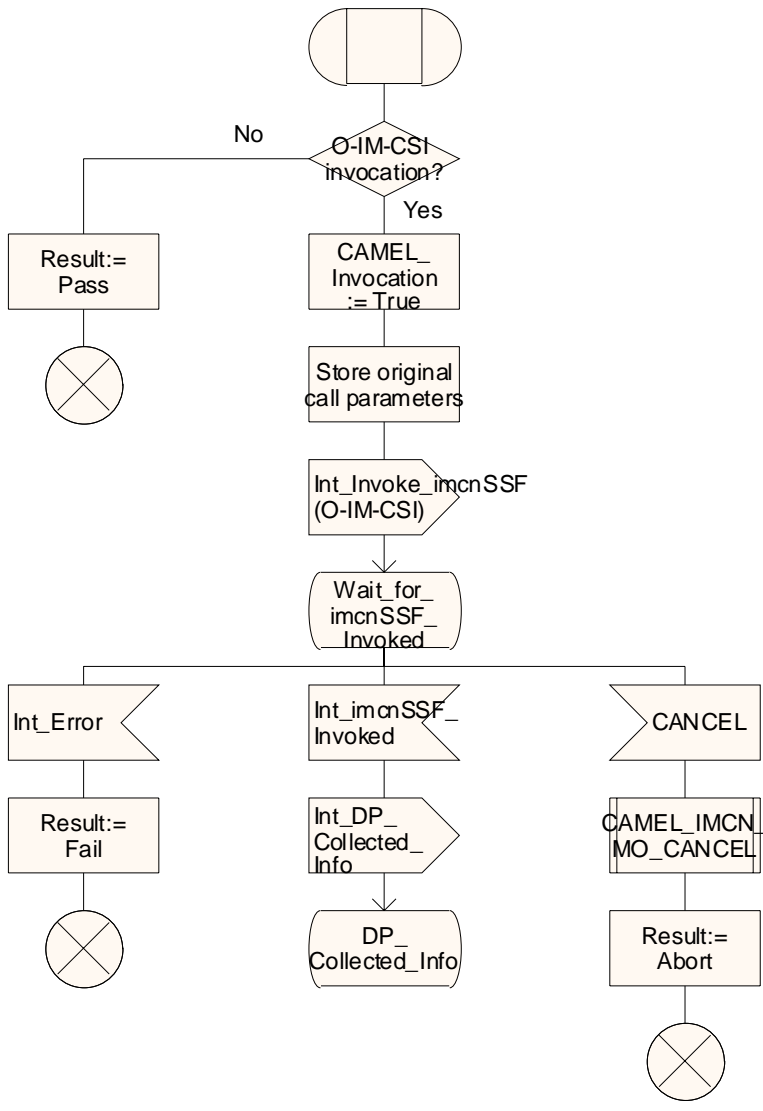 No
O-IM-CSI
invocation?
Yes
Result:=
Pass
CAMEL_
Invocation
:= True
Store original
call parameters
Int_Invoke_imcnSSF
(O-IM-CSI)
Wait_for_
imcnSSF_
Invoked
Int_Error
Int_imcnSSF_
Invoked
CANCEL
Result:=
Fail
Int_DP_
Collected_
Info
CAMEL_IMCN_
MO_CANCEL
DP_
Collected_Info
Result:=
Abort